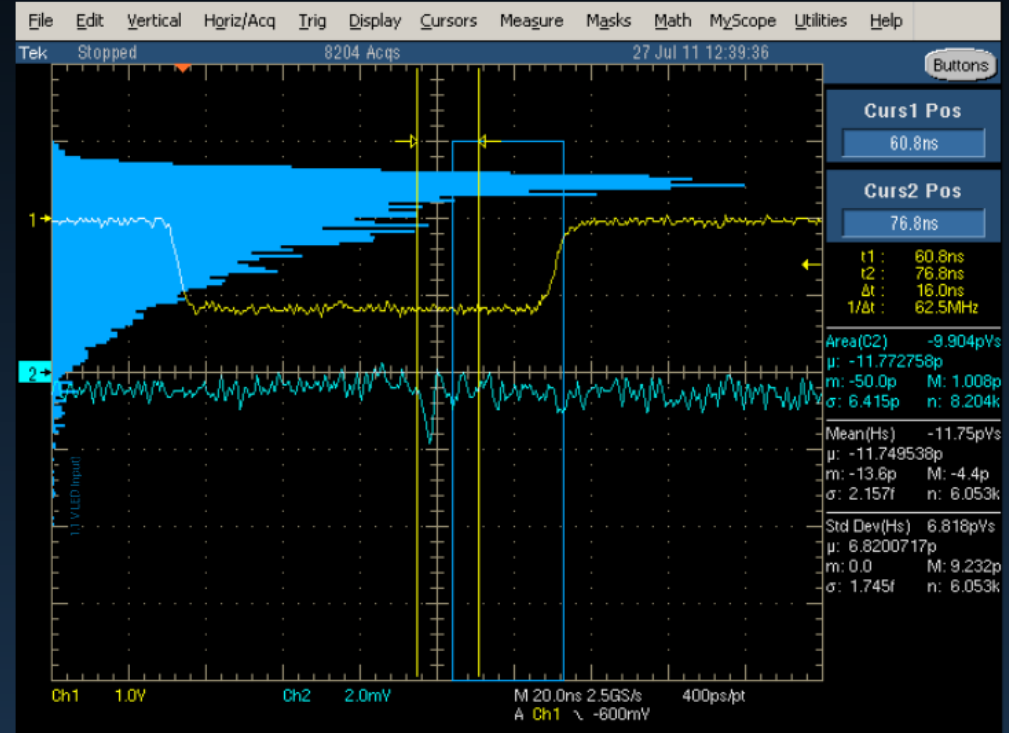 File Edit Vertical Horiz/Acq Trig Display Cursors Measure Masks Math MyScope Utilities Help
Tek Stopped 8204 Acqs 27 Jul 11 12:39:36
Buttons
Curs1 Pos
60.8ns
Curs2 Pos
76.8ns
t1 : 60.8ns
t2 : 76.8ns
Δt : 16.0ns
1/Δt : 62.5MHz
Area(C2) -9.904pVs
µ: -11.772758p
m: -50.0p M: 1.008p
σ: 6.415p n: 8.204k
Mean(Hs) -11.75pVs
µ: -11.749538p
m: -13.6p M: -4.4p
σ: 2.157f n: 6.053k
Std Dev(Hs) 6.818pVs
µ: 6.8200717p
m: 0.0 M: 9.232p
σ: 1.745f n: 6.053k
1
2
1.1 V LED Input)
Ch1 1.0V Ch2 2.0mV M 20.0ns 2.5GS/s 400ps/pt
A Ch1 -600mV